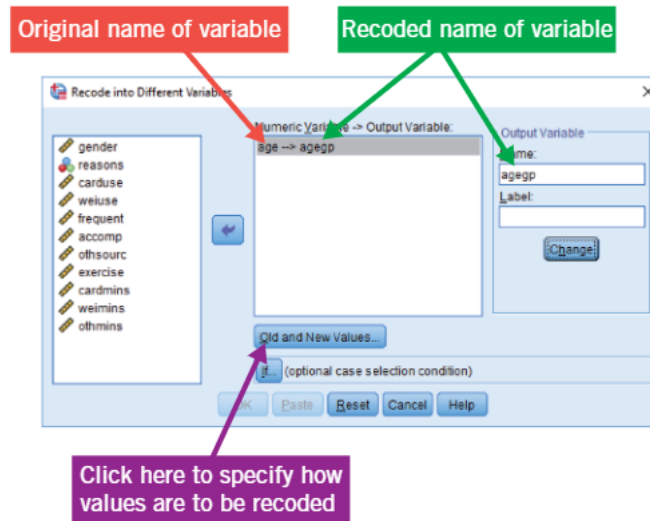 Original name of variable
Recoded name of variable
Recode into Different Variables
Numeric Variable -> Output Variable:
Output Variable
gender
reasons
carduse
weiuse
frequent
accomp
othsourc
exercise
cardmins
weimins
othmins
age --> agegp
Name:
agegp
Label:
Change
Old and New Values...
If... (optional case selection condition)
OK Paste Reset Cancel Help
Click here to specify how
values are to be recoded